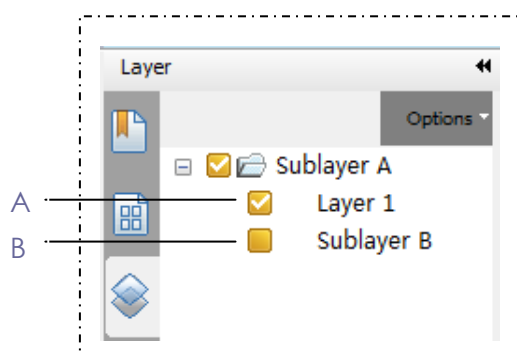 Layer
Options
Sublayer A
A Layer 1
B Sublayer B